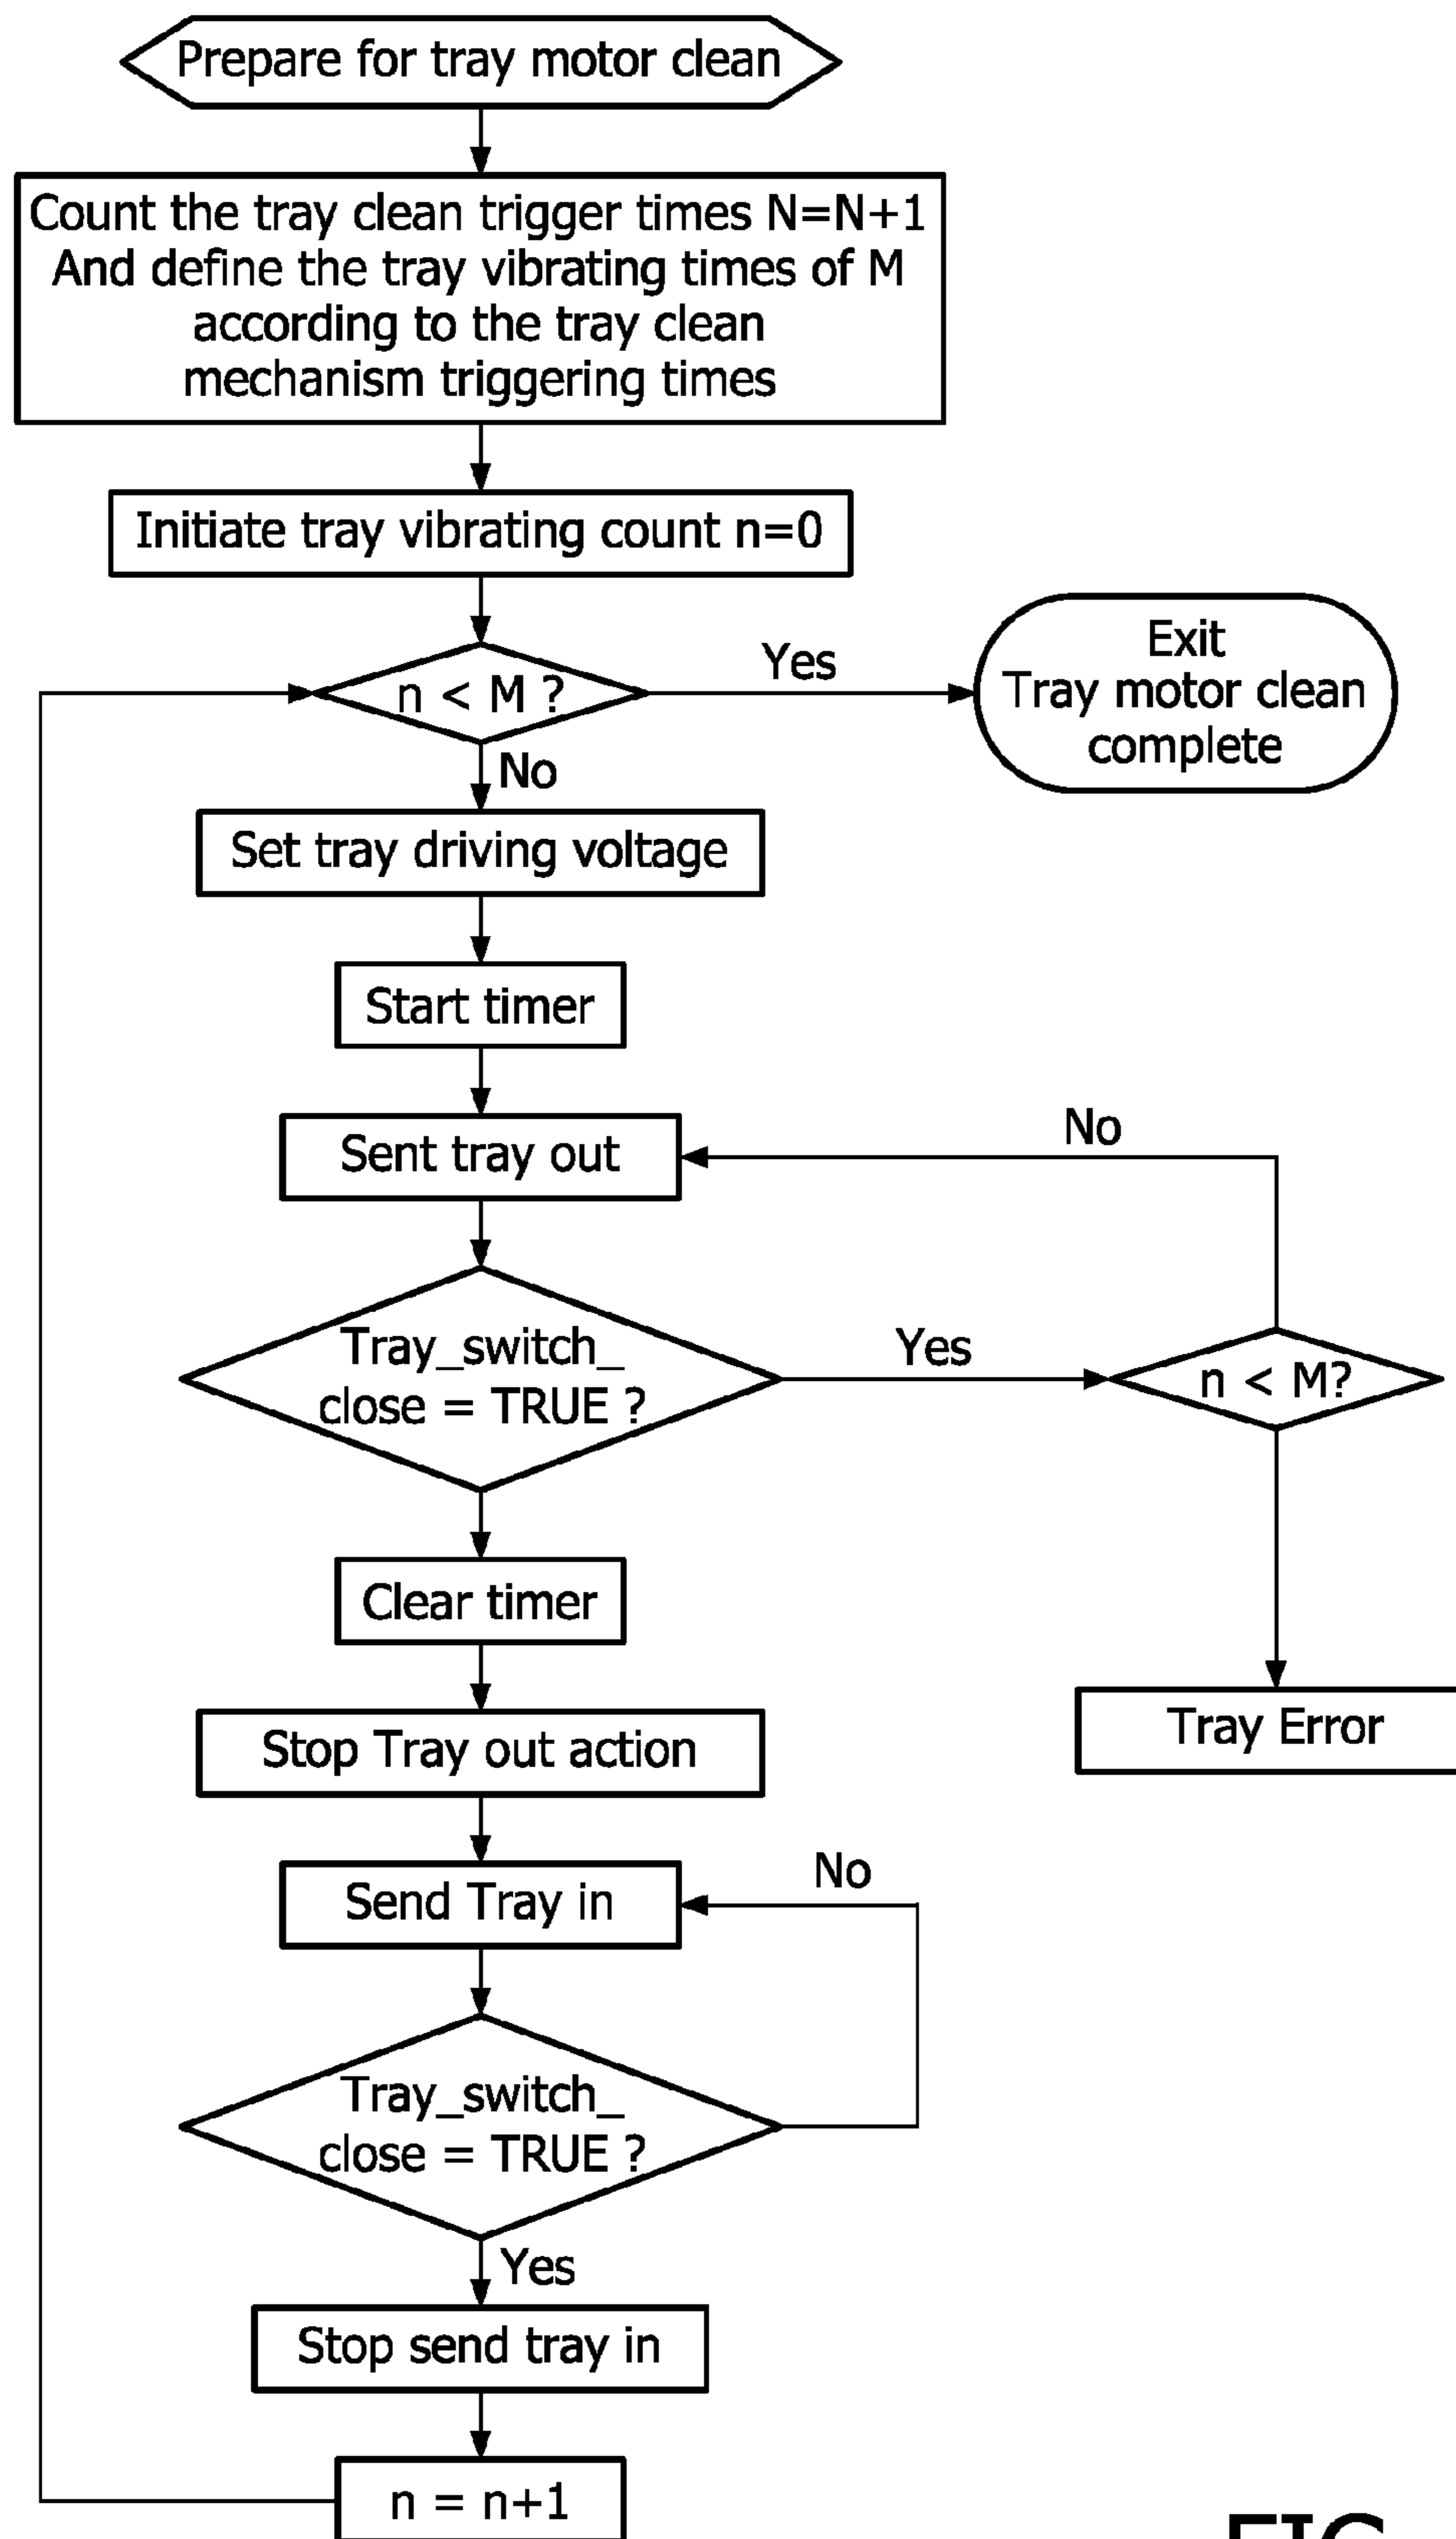 Prepare for tray motor clean
Count the tray clean trigger times N=N+1
And define the tray vibrating times of M
according to the tray clean
mechanism triggering times
Initiate tray vibrating count n=0
n < M ?
Yes
Exit
Tray motor clean
complete
No
Set tray driving voltage
Start timer
Sent tray out
No
Tray_switch_
close = TRUE ?
Yes
n < M?
Clear timer
Tray Error
Stop Tray out action
Send Tray in
No
Tray_switch_
close = TRUE ?
Yes
Stop send tray in
n = n+1
FIG